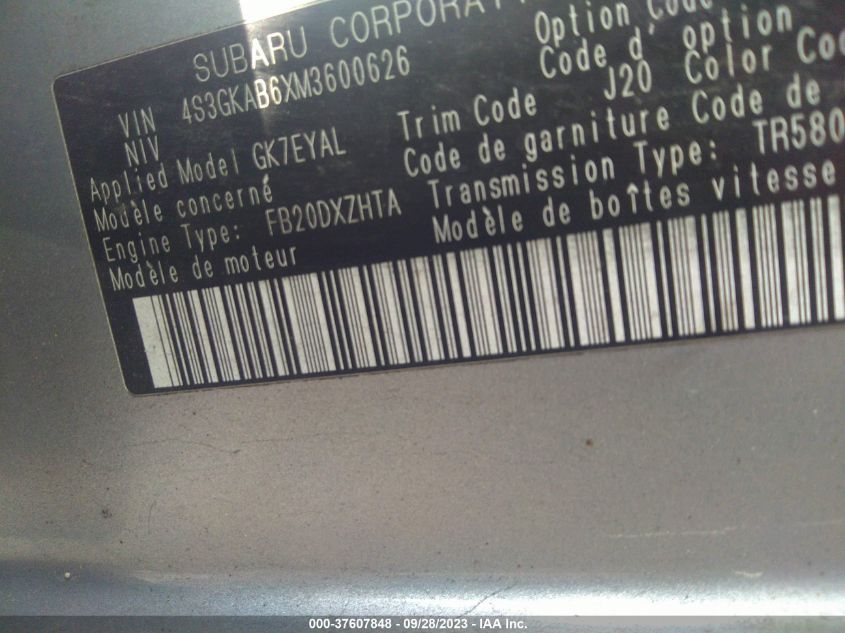 SUBARU CORPORATI
VIN
NIV 4S3GKAB6XM3600626
Option Code
Code d'option
Applied Model GK7EYAL
Modèle concerné
Trim Code J20 Color Co
Code de garniture Code de
Engine Type: FB20DXZHTA
Modèle de moteur
Transmission Type: TR580
Modèle de boîtes vitesse
000-37607848 - 09/28/2023 - IAA Inc.